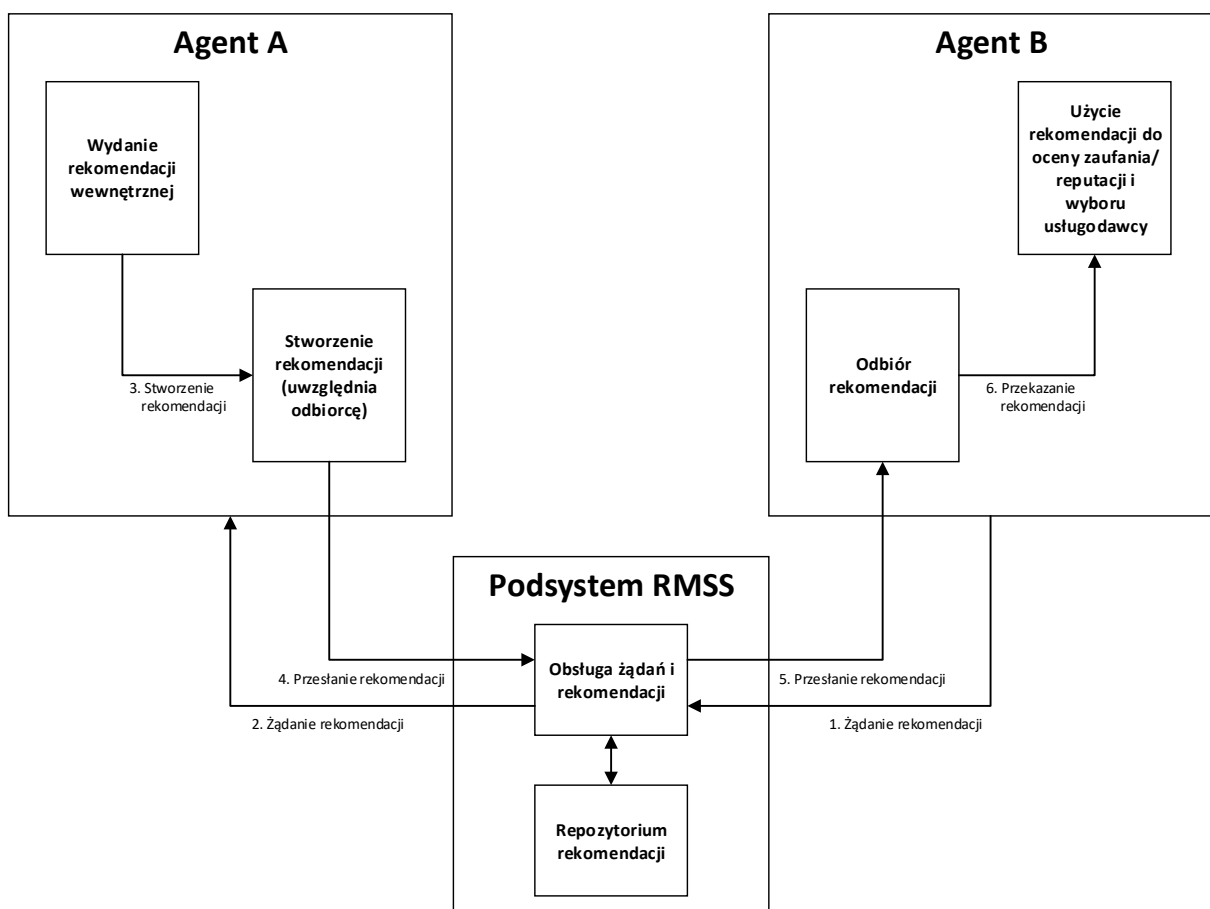 Agent A
Wydanie
rekomendacji
wewnętrznej
3. Stworzenie
rekomendacji
Stworzenie
rekomendacji
(uwzględnia
odbiorcę)
Agent B
Użycie
rekomendacji do
oceny zaufania/
reputacji i
wyboru
usługodawcy
Odbiór
rekomendacji
6. Przekazanie
rekomendacji
Podsystem RMSS
Obsługa żądań i
rekomendacji
4. Przesłanie rekomendacji
2. Żądanie rekomendacji
5. Przesłanie rekomendacji
1. Żądanie rekomendacji
Repozytorium
rekomendacji